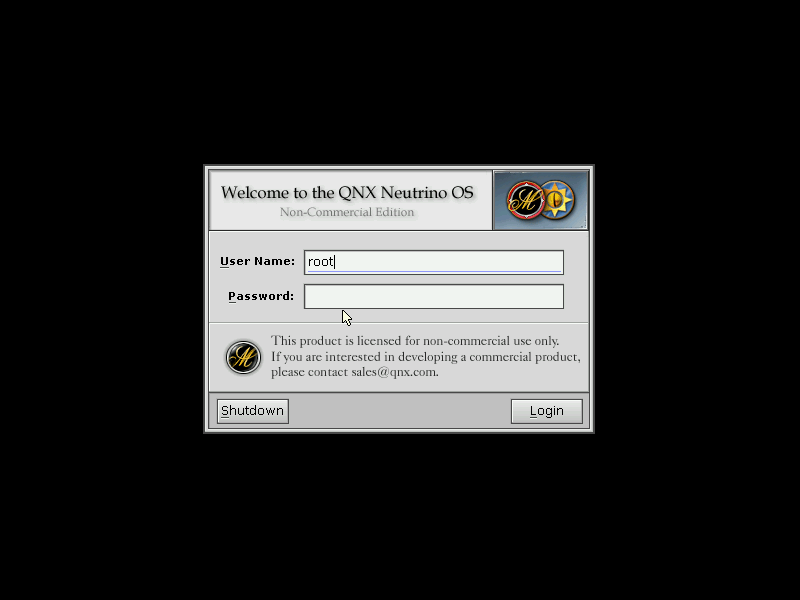 Welcome to the QNX Neutrino OS
Non-Commercial Edition
User Name: root
Password:
This product is licensed for non-commercial use only.
If you are interested in developing a commercial product,
please contact sales@qnx.com.
Shutdown Login